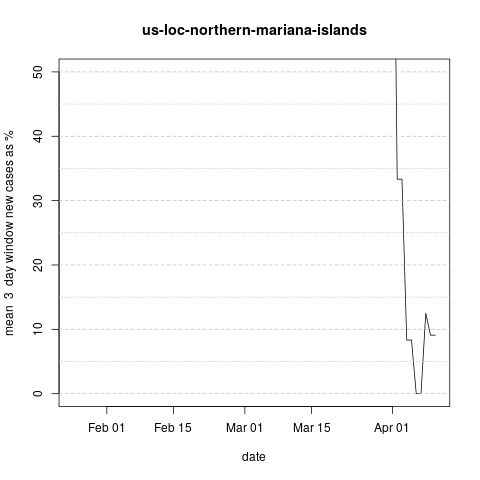 us-loc-northern-mariana-islands
mean  3  day window new cases as %
50
40
30
20
10
0
Feb 01
Feb 15
Mar 01
Mar 15
Apr 01
date